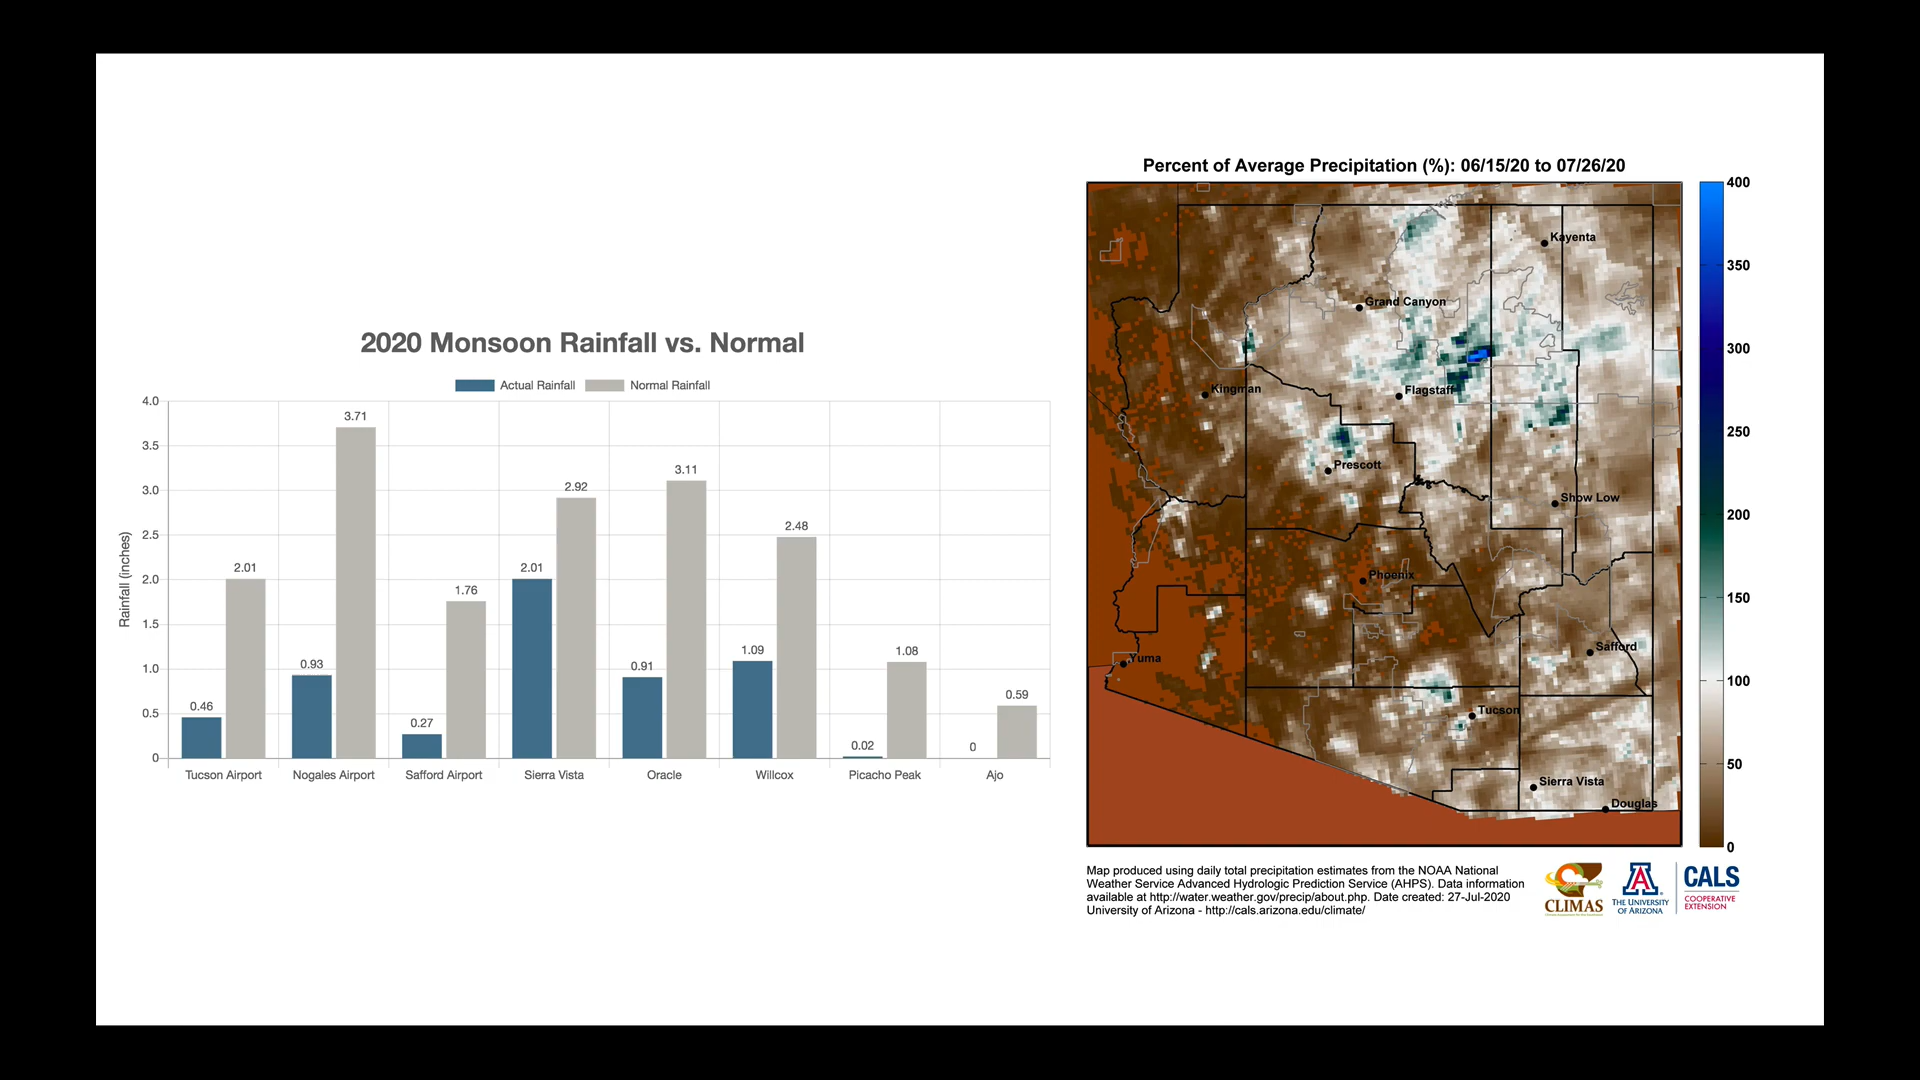 2020 Monsoon Rainfall vs. Normal
Actual Rainfall Normal Rainfall
Rainfall (inches)
4.0
3.5
3.0
2.5
2.0
1.5
1.0
0.5
0
0.46 2.01
0.93 3.71
0.27 1.76
2.01 2.92
0.91 3.11
1.09 2.48
0.02 1.08
0 0.59
Tucson Airport Nogales Airport Safford Airport Sierra Vista Oracle Willcox Picacho Peak Ajo
Percent of Average Precipitation (%): 06/15/20 to 07/26/20
Kayenta
Grand Canyon
Kingman
Flagstaff
Prescott
Show Low
Phoenix
Safford
Yuma
Tucson
Sierra Vista
Douglas
400
350
300
250
200
150
100
50
0
Map produced using daily total precipitation estimates from the NOAA National
Weather Service Advanced Hydrologic Prediction Service (AHPS). Data information
available at http://water.weather.gov/precip/about.php. Date created: 27-Jul-2020
University of Arizona - http://cals.arizona.edu/climate/
CLIMAS
A
THE UNIVERSITY
OF ARIZONA
CALS
COOPERATIVE
EXTENSION